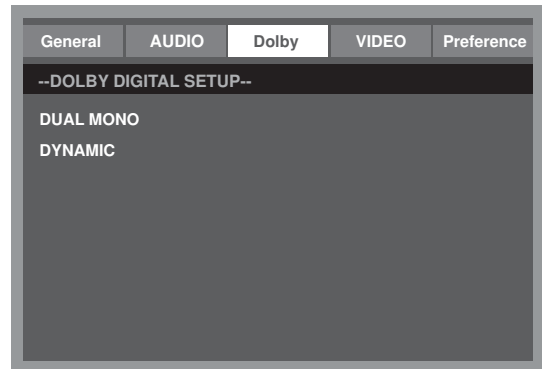 General AUDIO Dolby VIDEO Preference
--DOLBY DIGITAL SETUP--
DUAL MONO
DYNAMIC